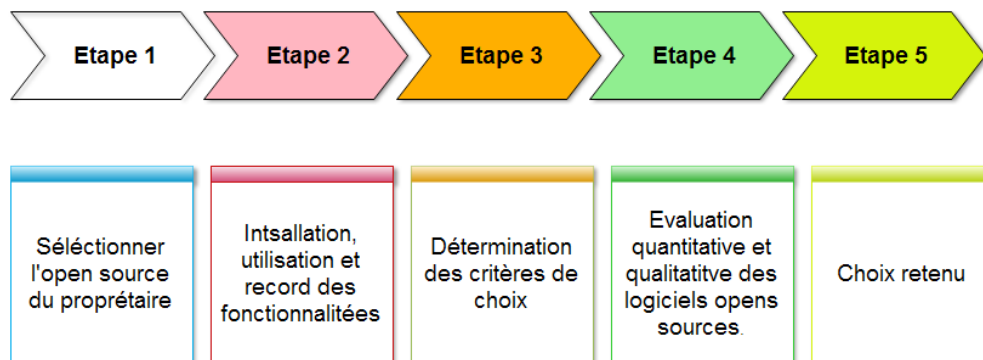 Etape 1
Etape 2
Etape 3
Etape 4
Etape 5
Séléctionner
l'open source
du proprétaire
Intsallation,
utilisation et
record des
fonctionnalitées
Détermination
des critères de
choix
Evaluation
quantitative et
qualitatitve des
logiciels opens
sources.
Choix retenu